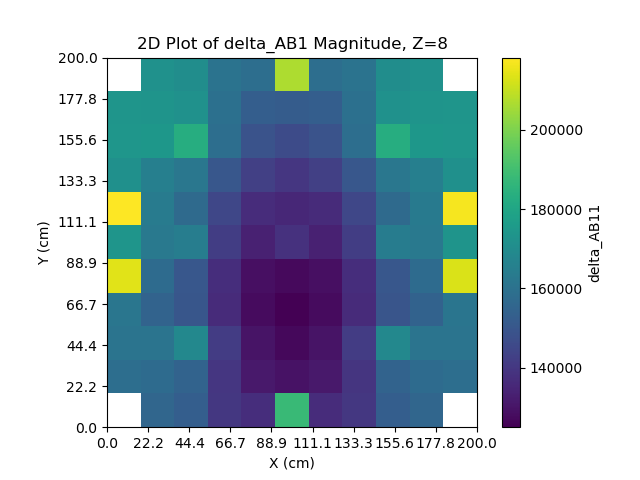 2D Plot of delta_AB1 Magnitude, Z=8
200.0
177.8
155.6
133.3
111.1
88.9
66.7
44.4
22.2
0.0
Y (cm)
0.0 22.2 44.4 66.7 88.9 111.1 133.3 155.6 177.8 200.0
X (cm)
200000
180000
160000
140000
delta_AB11